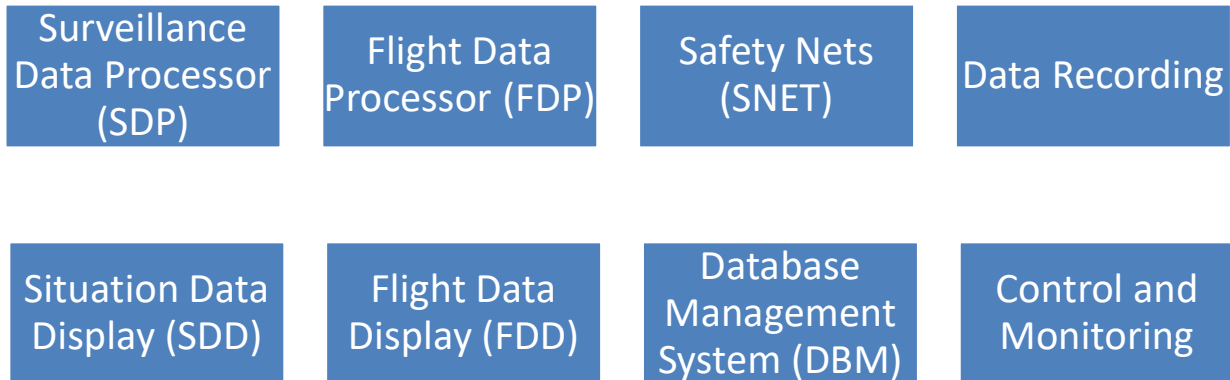 Surveillance
Data Processor
(SDP)
Flight Data
Processor (FDP)
Safety Nets
(SNET)
Data Recording
Situation Data
Display (SDD)
Flight Data
Display (FDD)
Database
Management
System (DBM)
Control and
Monitoring